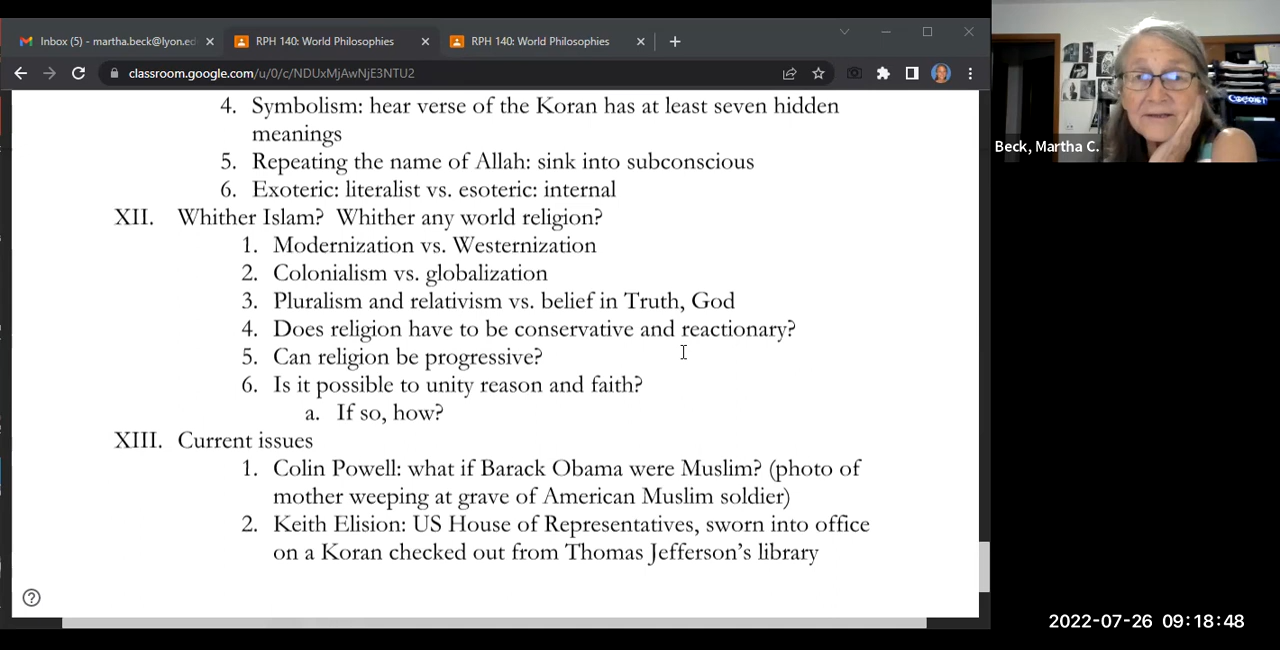 Inbox (5) - martha.beck@lyon.ed
RPH 140: World Philosophies
RPH 140: World Philosophies
classroom.google.com/u/0/c/NDUxMjAwNjE3NTU2
4. Symbolism: hear verse of the Koran has at least seven hidden
meanings
5. Repeating the name of Allah: sink into subconscious
6. Exoteric: literalist vs. esoteric: internal
XII. Whither Islam? Whither any world religion?
1. Modernization vs. Westernization
2. Colonialism vs. globalization
3. Pluralism and relativism vs. belief in Truth, God
4. Does religion have to be conservative and reactionary?
5. Can religion be progressive?
6. Is it possible to unity reason and faith?
a. If so, how?
XIII. Current issues
1. Colin Powell: what if Barack Obama were Muslim? (photo of
mother weeping at grave of American Muslim soldier)
2. Keith Elision: US House of Representatives, sworn into office
on a Koran checked out from Thomas Jefferson's library
Beck, Martha C.
2022-07-26 09:18:48